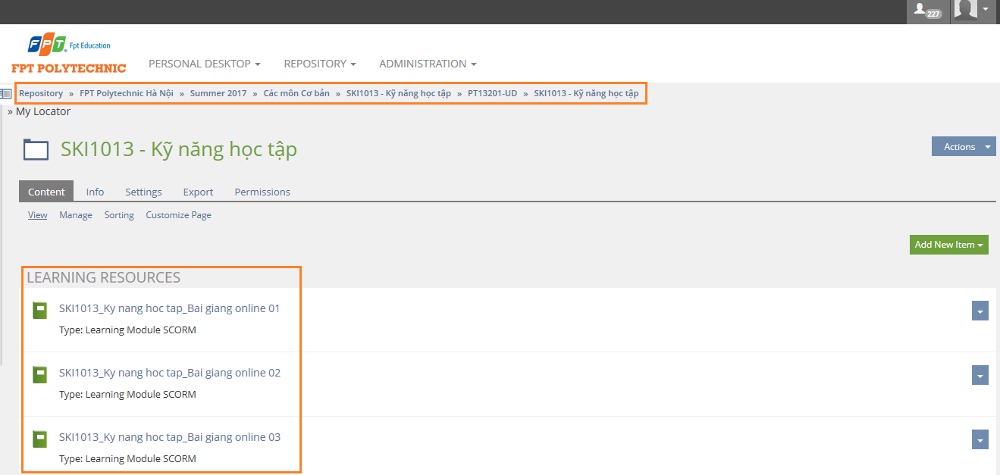 227
FPT Fpt Education
FPT POLYTECHNIC
PERSONAL DESKTOP REPOSITORY ADMINISTRATION
Repository » FPT Polytechnic Hà Nội » Summer 2017 » Các môn Cơ bản » SKI1013 - Kỹ năng học tập » PT13201-UD » SKI1013 - Kỹ năng học tập
» My Locator
SKI1013 - Kỹ năng học tập
Actions
Content Info Settings Export Permissions
View Manage Sorting Customize Page
Add New Item
LEARNING RESOURCES
SKI1013_Ky nang hoc tap_Bai giang online 01
Type: Learning Module SCORM
SKI1013_Ky nang hoc tap_Bai giang online 02
Type: Learning Module SCORM
SKI1013_Ky nang hoc tap_Bai giang online 03
Type: Learning Module SCORM